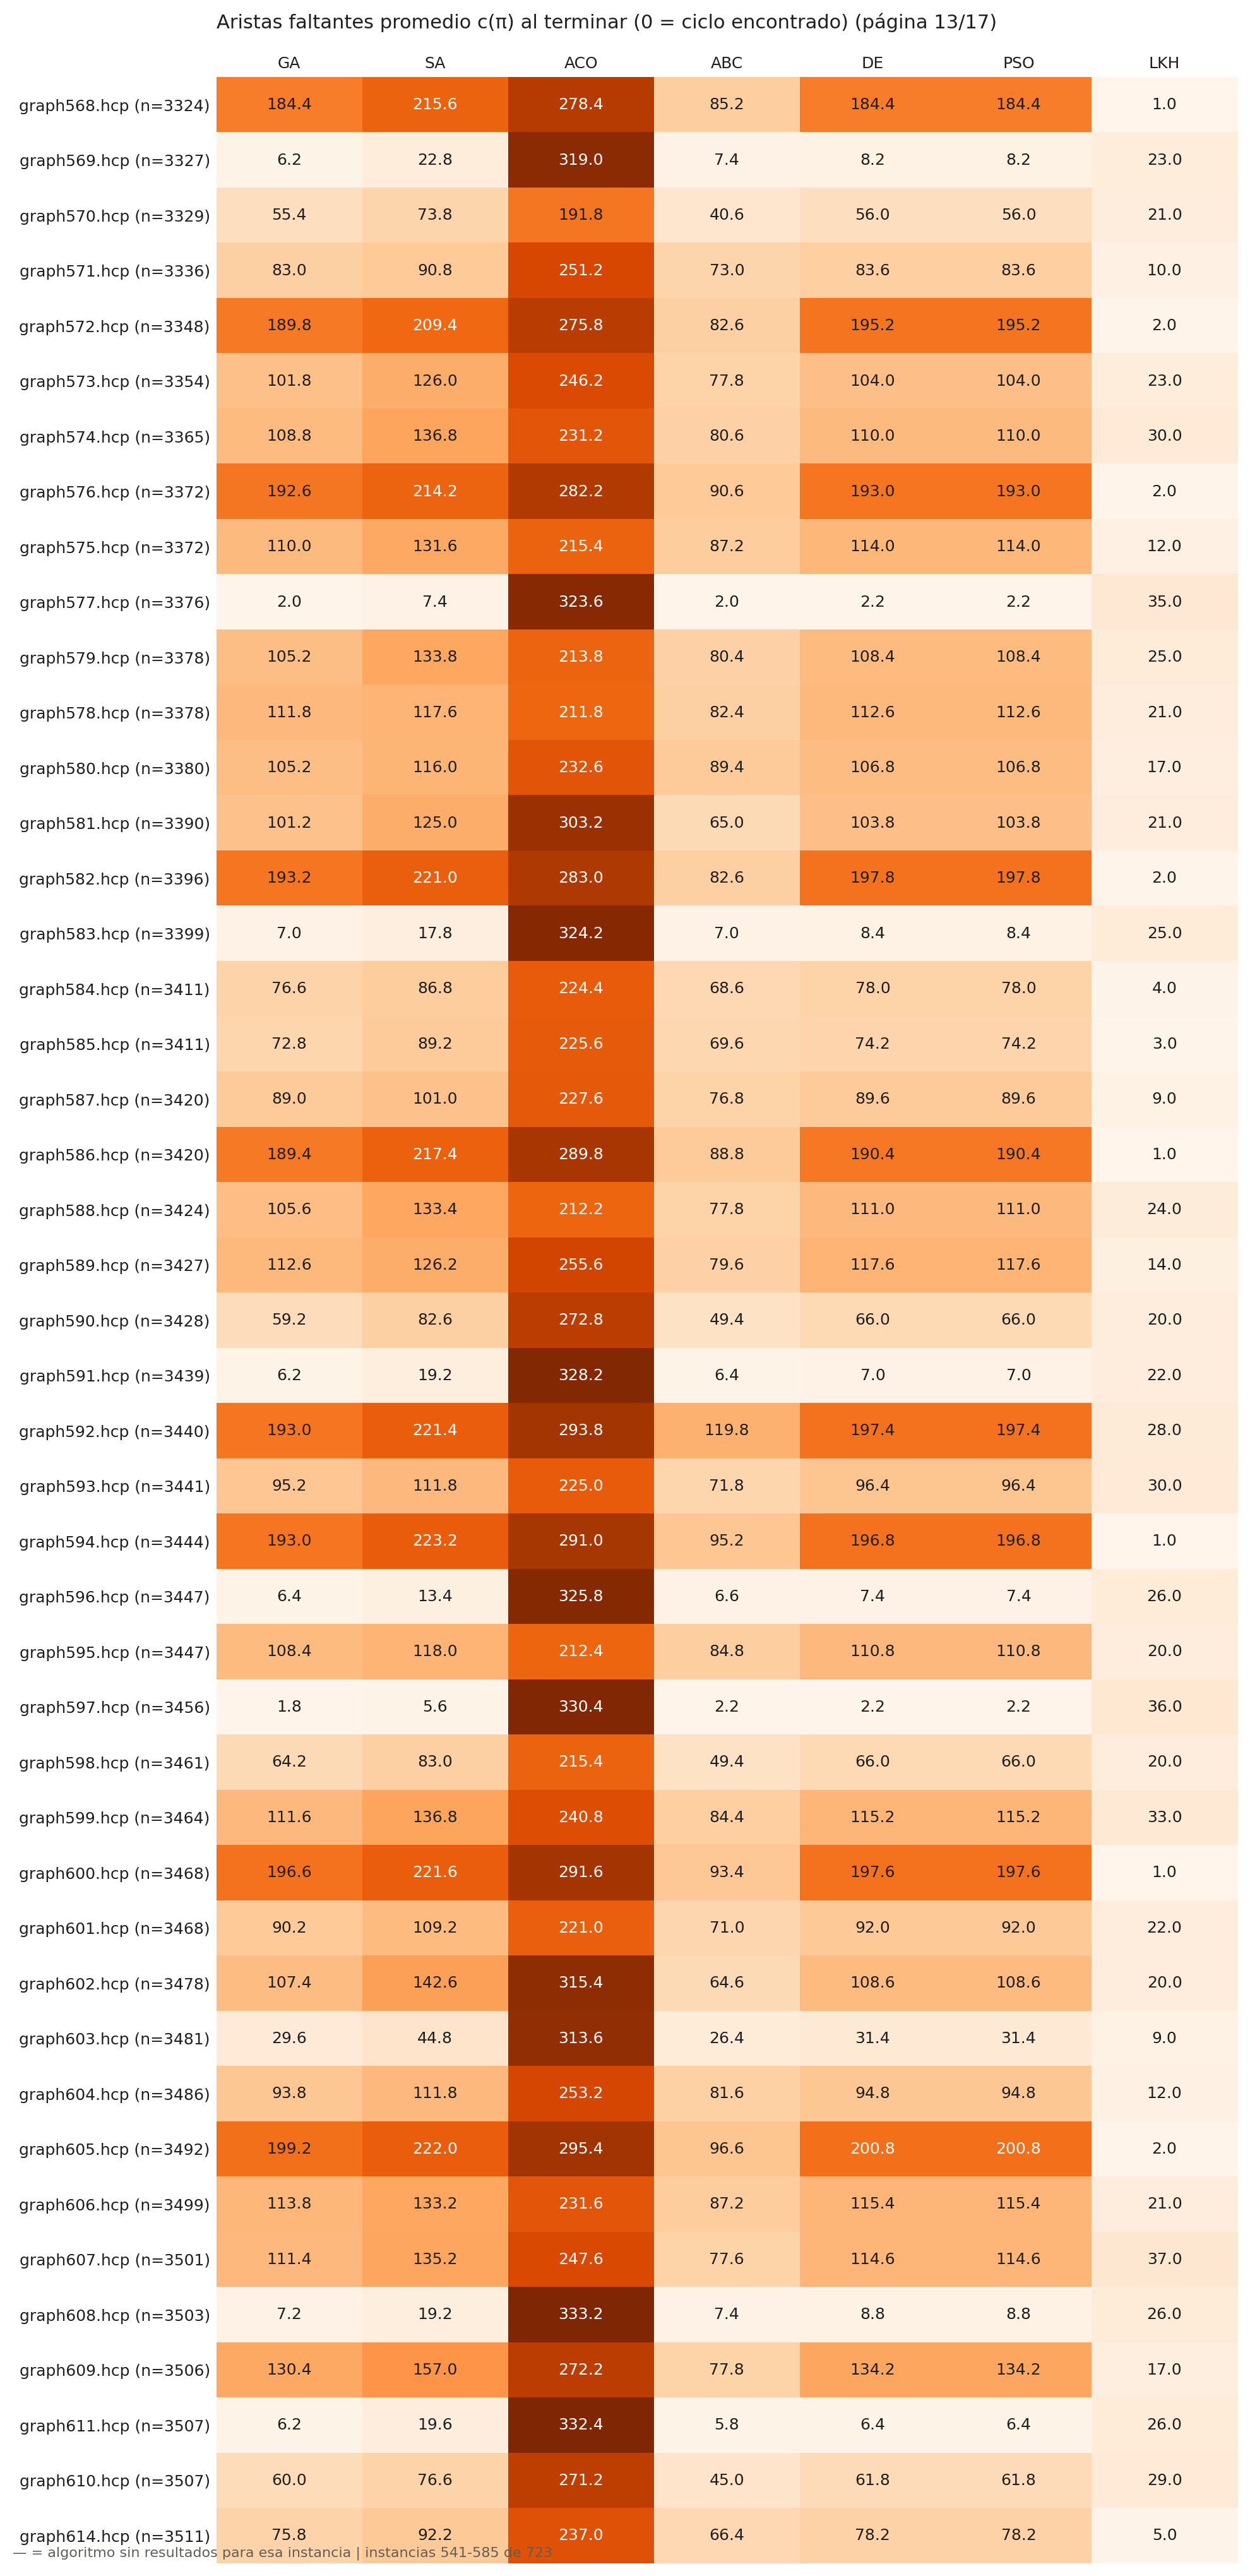 Aristas faltantes promedio c(π) al terminar (0 = ciclo encontrado) (página 13/17)
GA SA ACO ABC DE PSO LKH
graph568.hcp (n=3324) 184.4 215.6 278.4 85.2 184.4 184.4 1.0
graph569.hcp (n=3327) 6.2 22.8 319.0 7.4 8.2 8.2 23.0
graph570.hcp (n=3329) 55.4 73.8 191.8 40.6 56.0 56.0 21.0
graph571.hcp (n=3336) 83.0 90.8 251.2 73.0 83.6 83.6 10.0
graph572.hcp (n=3348) 189.8 209.4 275.8 82.6 195.2 195.2 2.0
graph573.hcp (n=3354) 101.8 126.0 246.2 77.8 104.0 104.0 23.0
graph574.hcp (n=3365) 108.8 136.8 231.2 80.6 110.0 110.0 30.0
graph576.hcp (n=3372) 192.6 214.2 282.2 90.6 193.0 193.0 2.0
graph575.hcp (n=3372) 110.0 131.6 215.4 87.2 114.0 114.0 12.0
graph577.hcp (n=3376) 2.0 7.4 323.6 2.0 2.2 2.2 35.0
graph579.hcp (n=3378) 105.2 133.8 213.8 80.4 108.4 108.4 25.0
graph578.hcp (n=3378) 111.8 117.6 211.8 82.4 112.6 112.6 21.0
graph580.hcp (n=3380) 105.2 116.0 232.6 89.4 106.8 106.8 17.0
graph581.hcp (n=3390) 101.2 125.0 303.2 65.0 103.8 103.8 21.0
graph582.hcp (n=3396) 193.2 221.0 283.0 82.6 197.8 197.8 2.0
graph583.hcp (n=3399) 7.0 17.8 324.2 7.0 8.4 8.4 25.0
graph584.hcp (n=3411) 76.6 86.8 224.4 68.6 78.0 78.0 4.0
graph585.hcp (n=3411) 72.8 89.2 225.6 69.6 74.2 74.2 3.0
graph587.hcp (n=3420) 89.0 101.0 227.6 76.8 89.6 89.6 9.0
graph586.hcp (n=3420) 189.4 217.4 289.8 88.8 190.4 190.4 1.0
graph588.hcp (n=3424) 105.6 133.4 212.2 77.8 111.0 111.0 24.0
graph589.hcp (n=3427) 112.6 126.2 255.6 79.6 117.6 117.6 14.0
graph590.hcp (n=3428) 59.2 82.6 272.8 49.4 66.0 66.0 20.0
graph591.hcp (n=3439) 6.2 19.2 328.2 6.4 7.0 7.0 22.0
graph592.hcp (n=3440) 193.0 221.4 293.8 119.8 197.4 197.4 28.0
graph593.hcp (n=3441) 95.2 111.8 225.0 71.8 96.4 96.4 30.0
graph594.hcp (n=3444) 193.0 223.2 291.0 95.2 196.8 196.8 1.0
graph596.hcp (n=3447) 6.4 13.4 325.8 6.6 7.4 7.4 26.0
graph595.hcp (n=3447) 108.4 118.0 212.4 84.8 110.8 110.8 20.0
graph597.hcp (n=3456) 1.8 5.6 330.4 2.2 2.2 2.2 36.0
graph598.hcp (n=3461) 64.2 83.0 215.4 49.4 66.0 66.0 20.0
graph599.hcp (n=3464) 111.6 136.8 240.8 84.4 115.2 115.2 33.0
graph600.hcp (n=3468) 196.6 221.6 291.6 93.4 197.6 197.6 1.0
graph601.hcp (n=3468) 90.2 109.2 221.0 71.0 92.0 92.0 22.0
graph602.hcp (n=3478) 107.4 142.6 315.4 64.6 108.6 108.6 20.0
graph603.hcp (n=3481) 29.6 44.8 313.6 26.4 31.4 31.4 9.0
graph604.hcp (n=3486) 93.8 111.8 253.2 81.6 94.8 94.8 12.0
graph605.hcp (n=3492) 199.2 222.0 295.4 96.6 200.8 200.8 2.0
graph606.hcp (n=3499) 113.8 133.2 231.6 87.2 115.4 115.4 21.0
graph607.hcp (n=3501) 111.4 135.2 247.6 77.6 114.6 114.6 37.0
graph608.hcp (n=3503) 7.2 19.2 333.2 7.4 8.8 8.8 26.0
graph609.hcp (n=3506) 130.4 157.0 272.2 77.8 134.2 134.2 17.0
graph611.hcp (n=3507) 6.2 19.6 332.4 5.8 6.4 6.4 26.0
graph610.hcp (n=3507) 60.0 76.6 271.2 45.0 61.8 61.8 29.0
graph614.hcp (n=3511) 75.8 92.2 237.0 66.4 78.2 78.2 5.0
— = algoritmo sin resultados para esa instancia | instancias 541-585 de 723